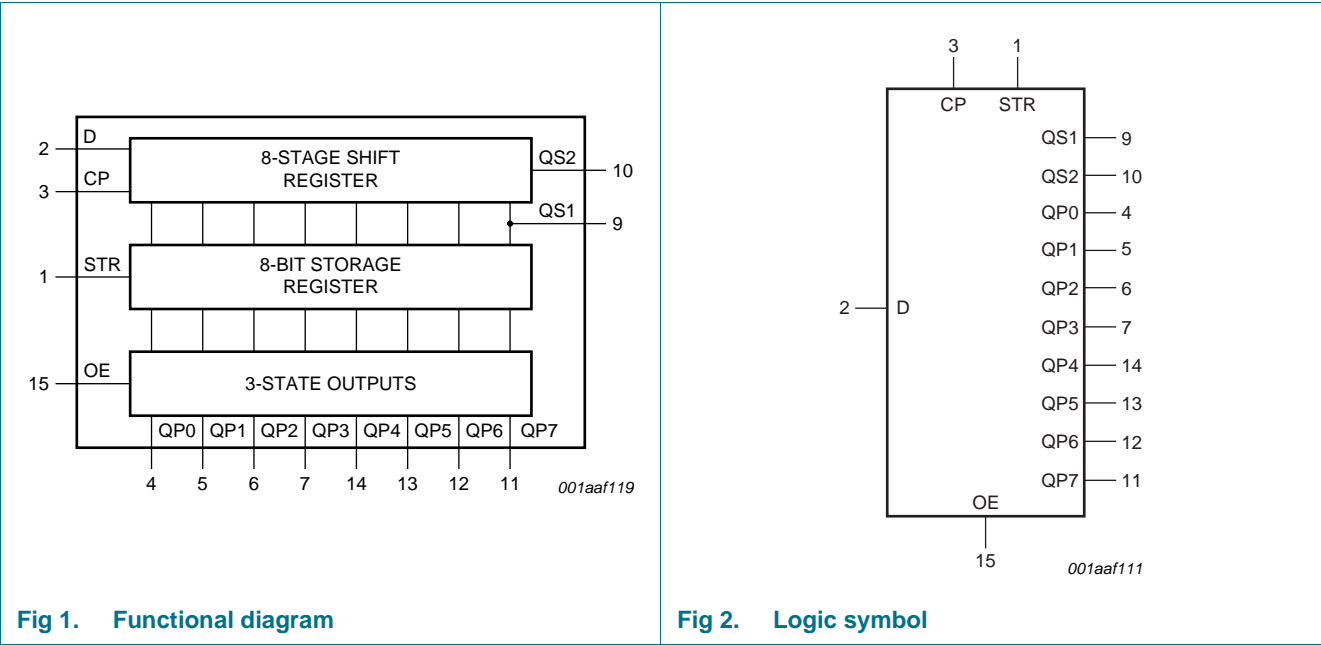 D
2
8-STAGE SHIFT
REGISTER
QS2
10
CP
3
QS1
9
STR
1
8-BIT STORAGE
REGISTER
OE
15
3-STATE OUTPUTS
QP0 QP1 QP2 QP3 QP4 QP5 QP6 QP7
4 5 6 7 14 13 12 11
001aaf119
Fig 1. Functional diagram
3 1
CP STR
QS1 9
QS2 10
QP0 4
QP1 5
QP2 6
2 D
QP3 7
QP4 14
QP5 13
QP6 12
QP7 11
OE
15
001aaf111
Fig 2. Logic symbol